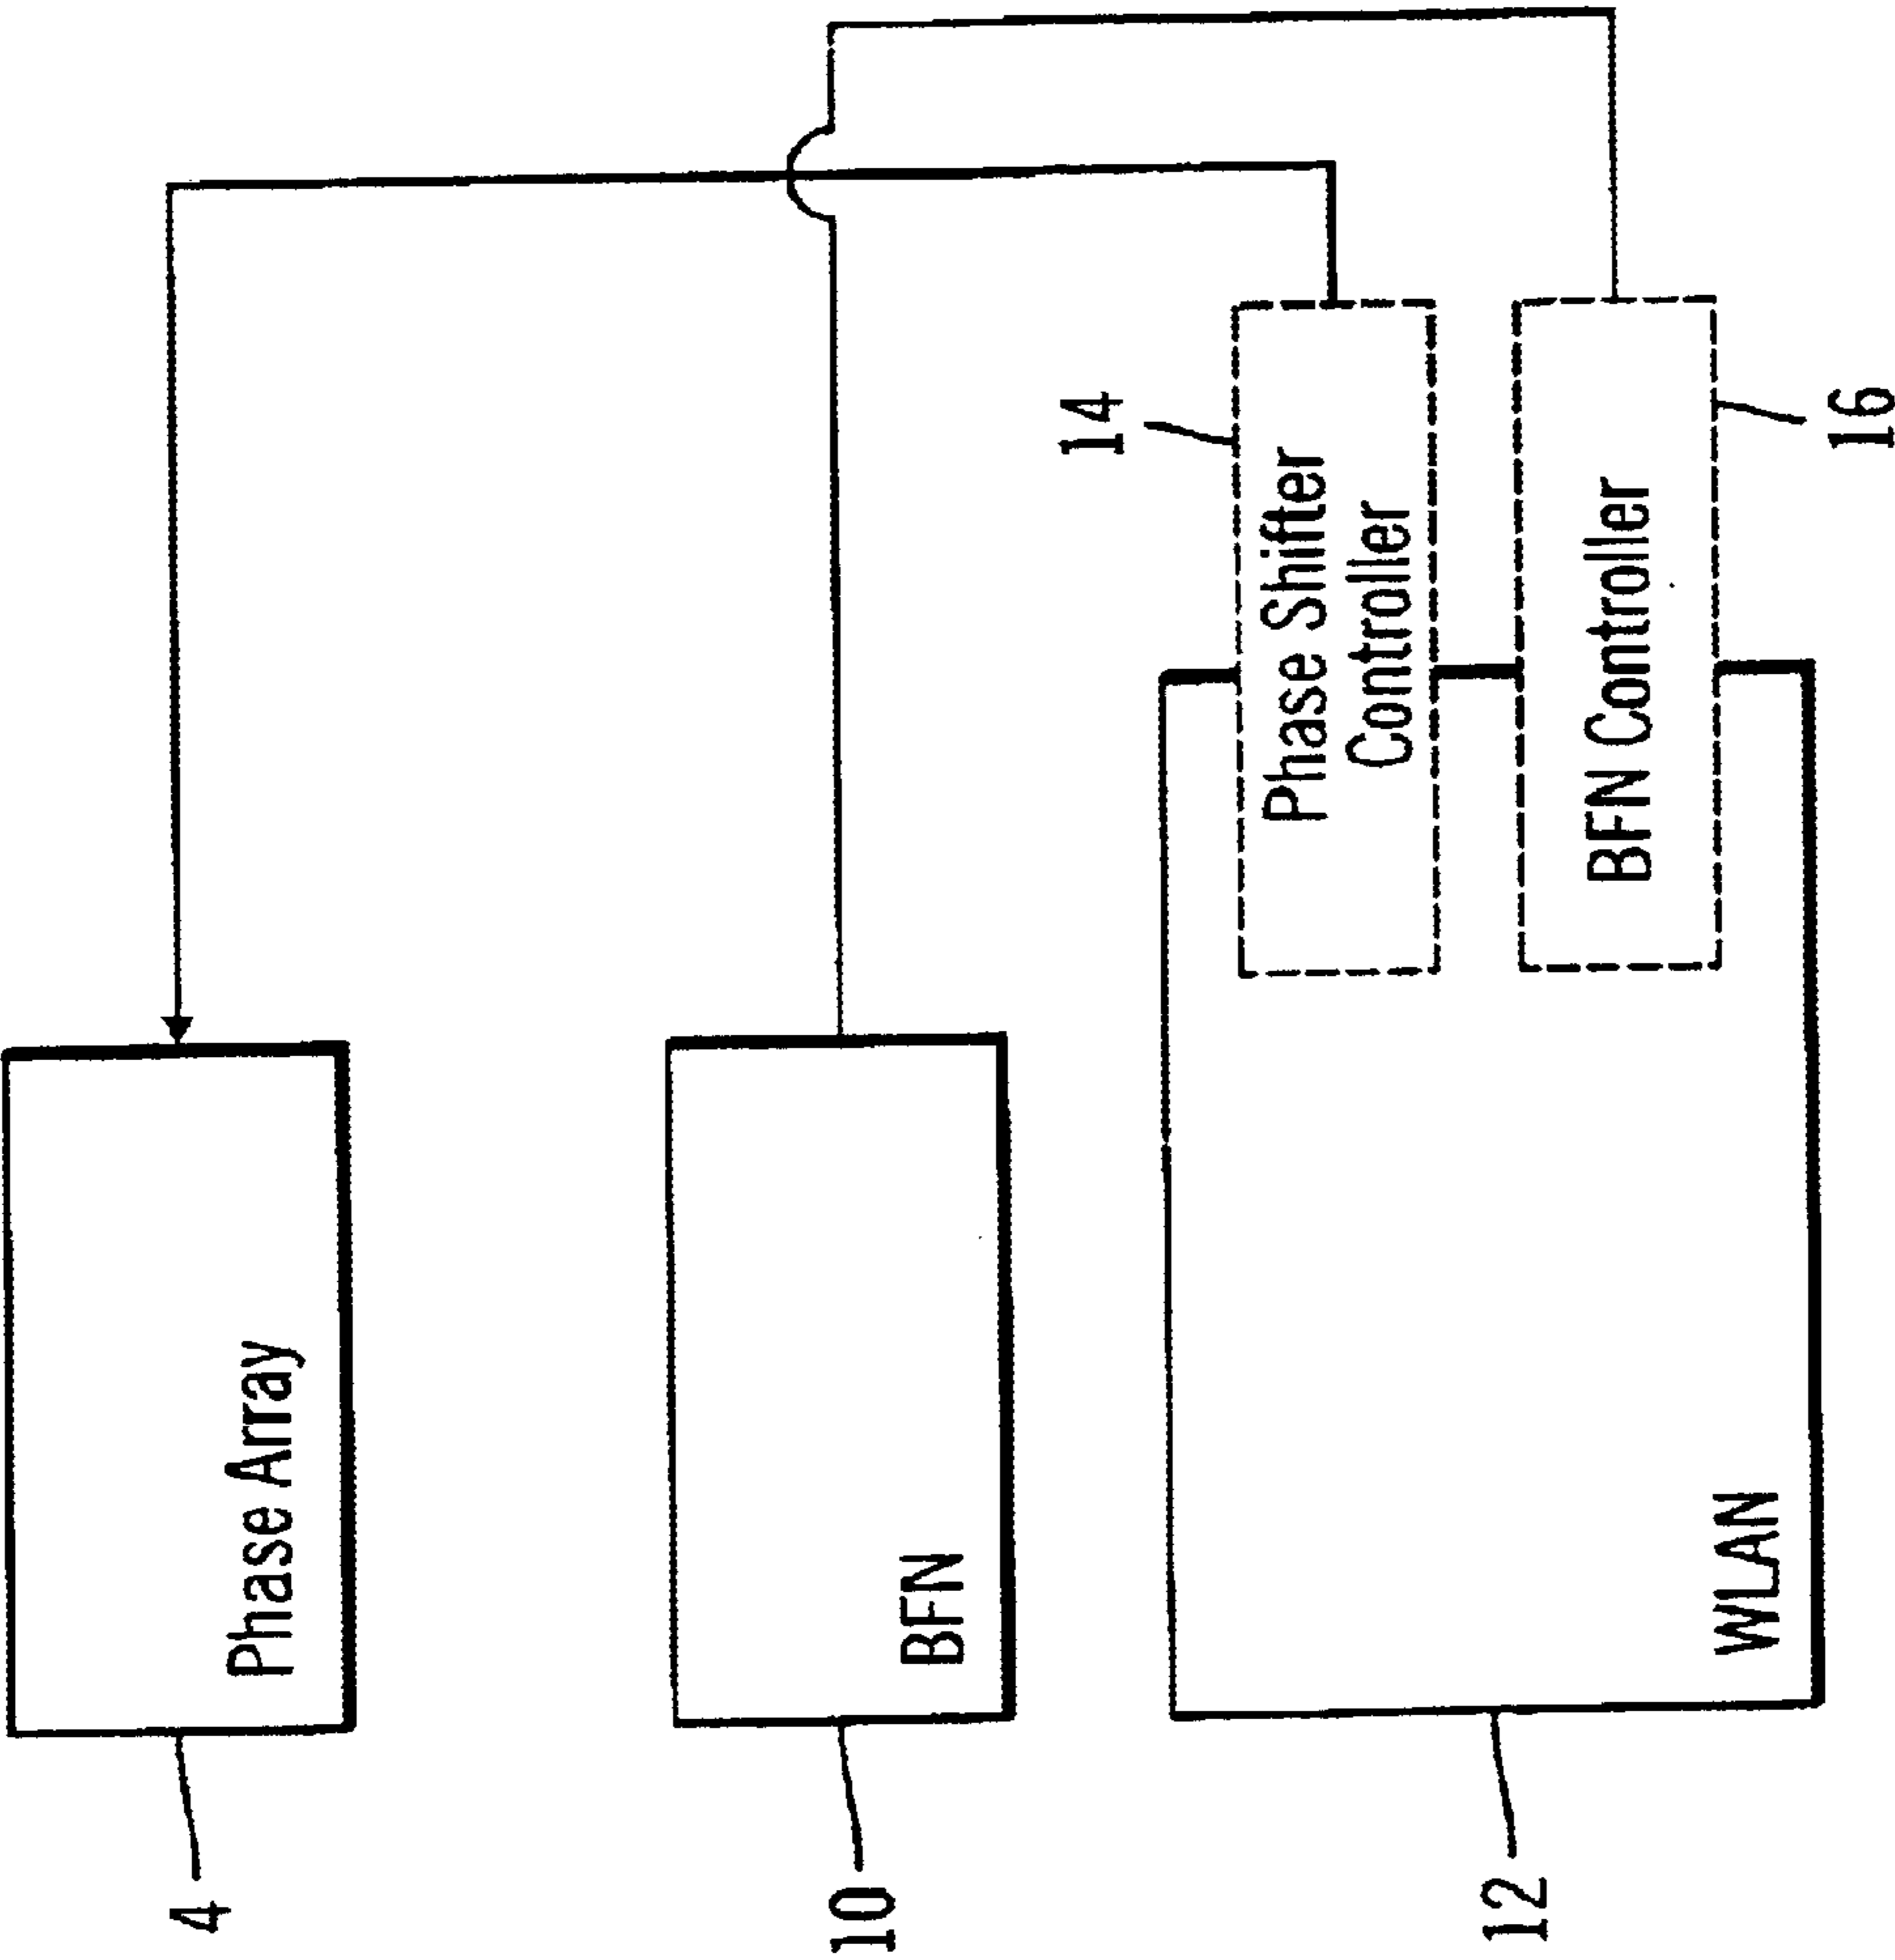 4
Phase Array
10
BFN
12
WLAN
14
Phase Shifter
Controller
BFN Controller
16